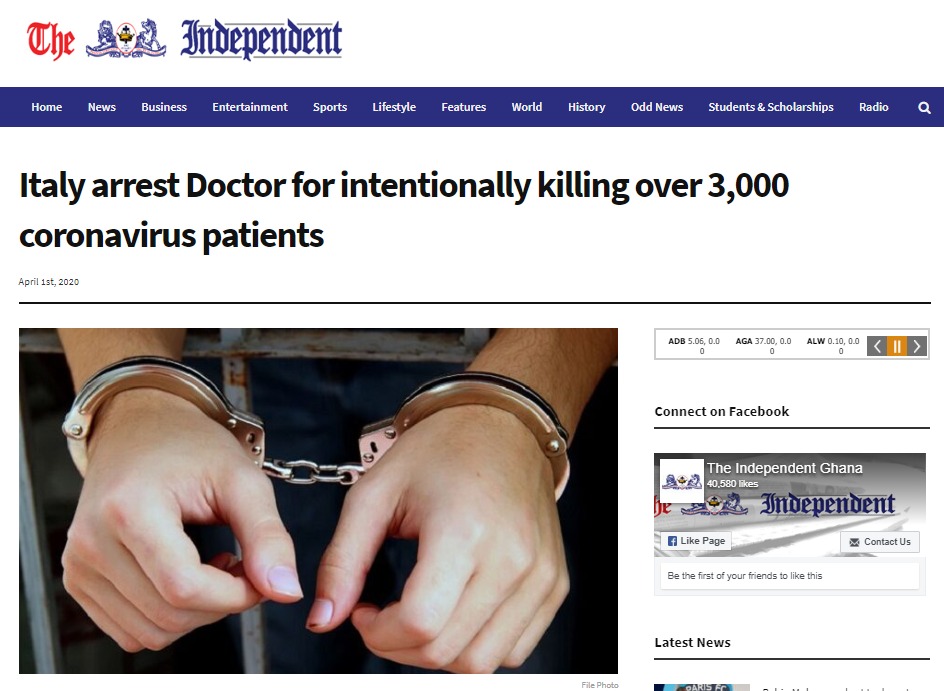 The Independent
Home News Business Entertainment Sports Lifestyle Features World History Odd News Students & Scholarships Radio
Italy arrest Doctor for intentionally killing over 3,000
coronavirus patients
April 1st, 2020
ADB 5.06, 0.0
0
AGA 37.00, 0.0
0
ALW 0.10, 0.0
0
Connect on Facebook
The Independent Ghana
40,580 likes
he Independent
Like Page
Contact Us
Be the first of your friends to like this
Latest News
PARIS FC
File Photo